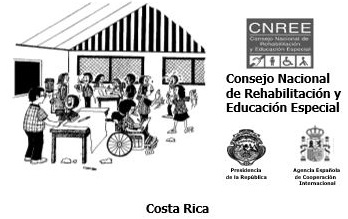 CNREE
Consejo Nacional
de Rehabilitación
y Educación Especial
Consejo Nacional
de Rehabilitación y
Educación Especial
Presidencia
de la República
Agencia Española
de Cooperación
Internacional
Costa Rica